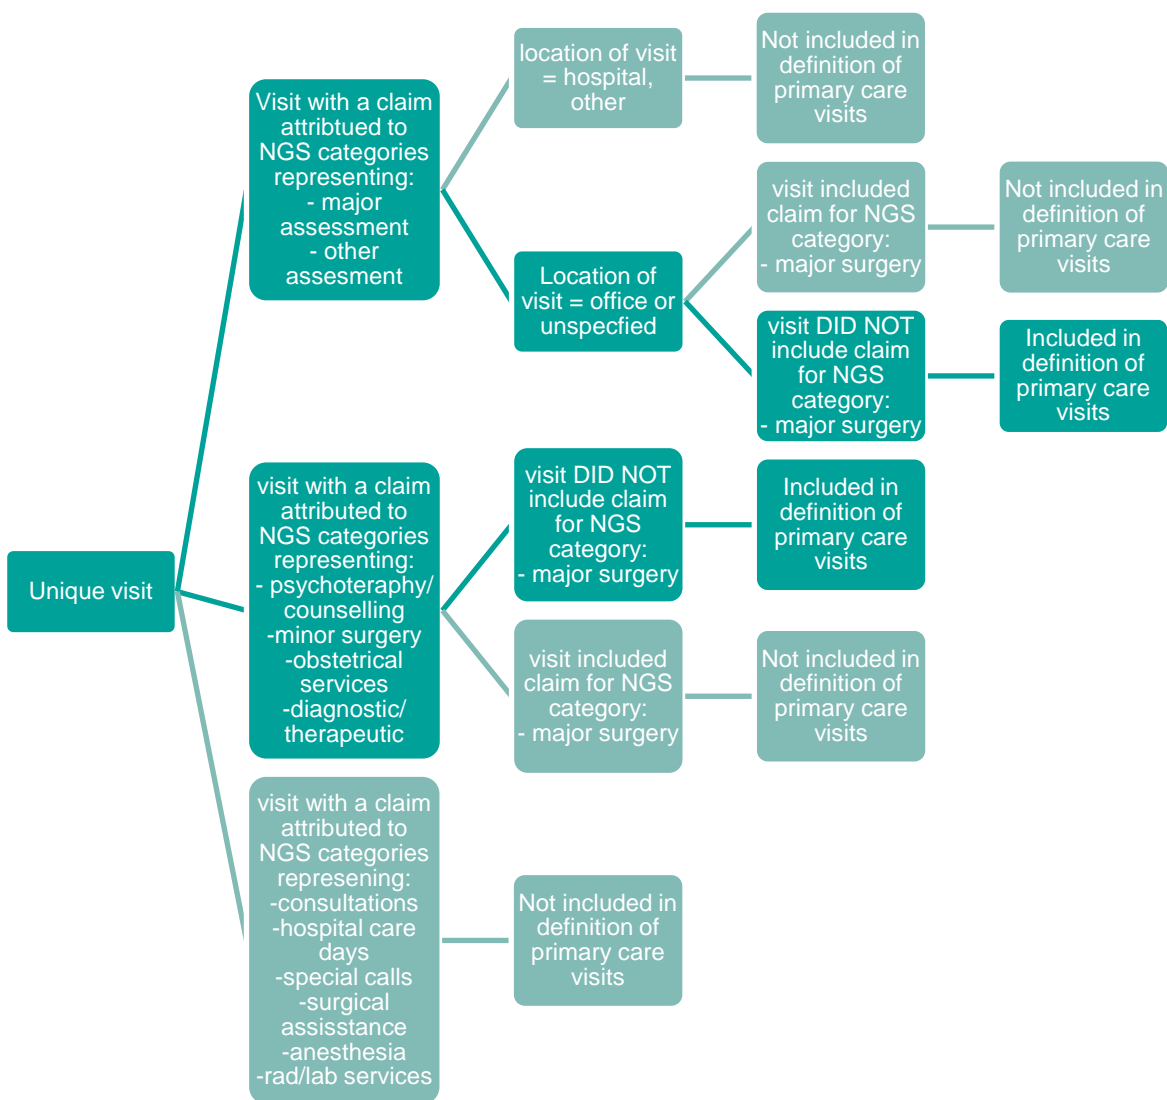 Unique visit
Visit with a claim
attribtued to
NGS categories
representing:
- major
assessment
- other
assesment
location of visit
= hospital,
other
Not included in
definition of
primary care
visits
Location of
visit = office or
unspecfied
visit included
claim for NGS
category:
- major surgery
Not included in
definition of
primary care
visits
visit DID NOT
include claim
for NGS
category:
- major surgery
Included in
definition of
primary care
visits
visit with a claim
attributed to
NGS categories
representing:
- psychoteraphy/
counselling
-minor surgery
-obstetrical
services
-diagnostic/
therapeutic
visit DID NOT
include claim
for NGS
category:
- major surgery
Included in
definition of
primary care
visits
visit included
claim for NGS
category:
- major surgery
Not included in
definition of
primary care
visits
visit with a claim
attributed to
NGS categories
represening:
-consultations
-hospital care
days
-special calls
-surgical
assisstance
-anesthesia
-rad/lab services
Not included in
definition of
primary care
visits